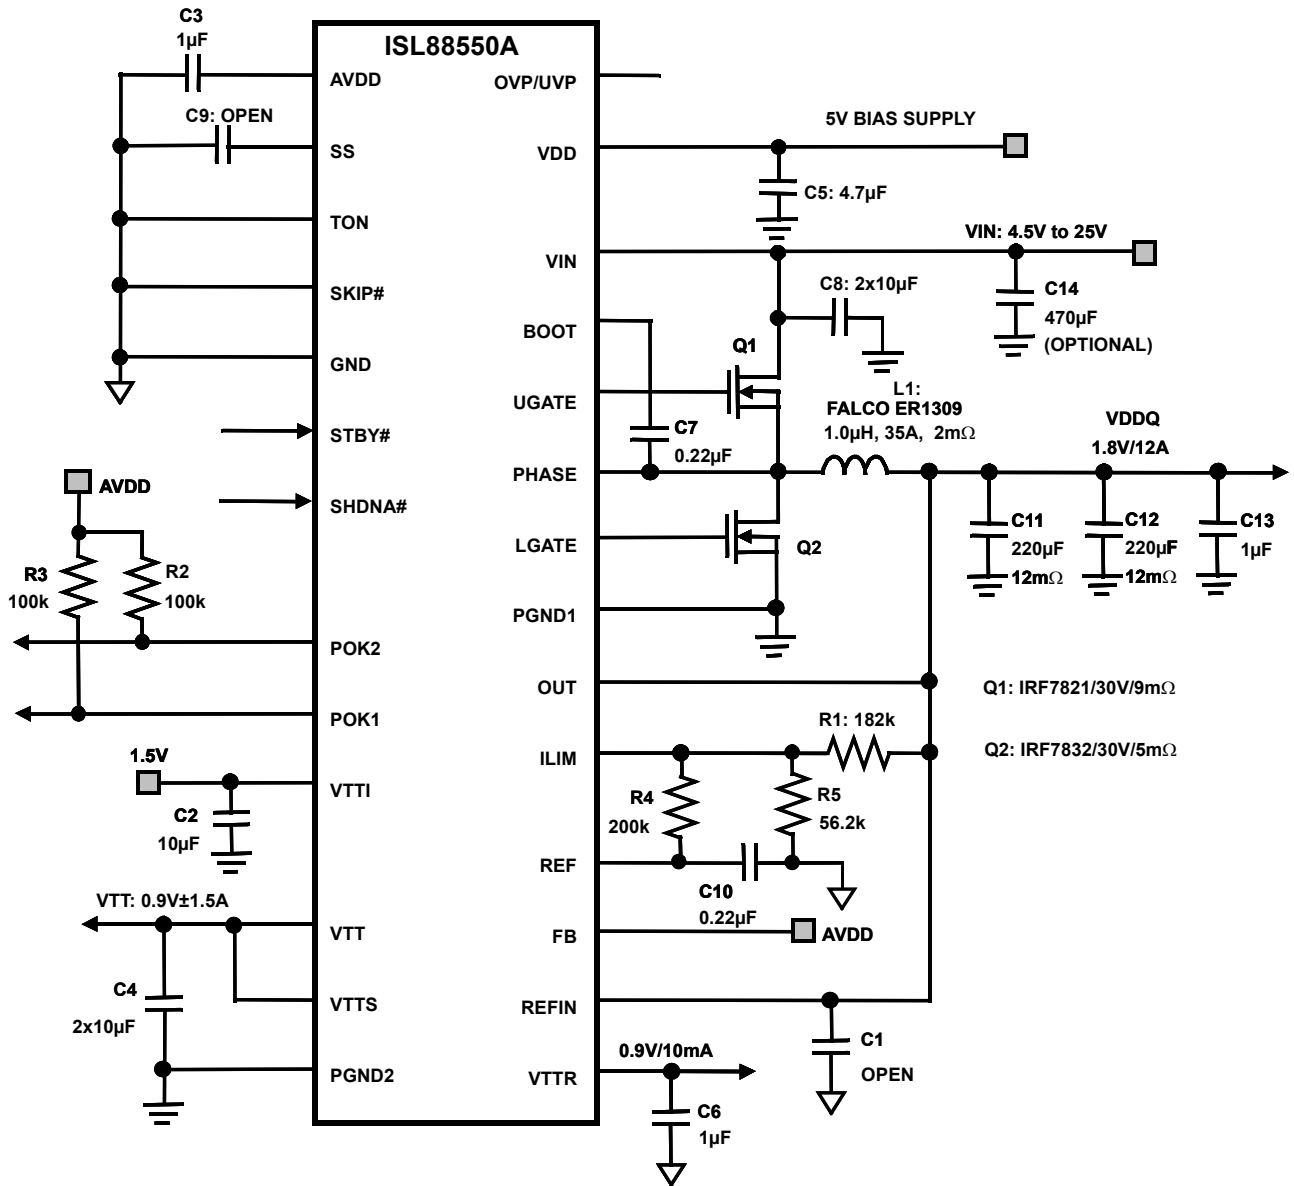 ISL88550A
C3
1µF
AVDD
C9: OPEN
SS
TON
SKIP#
GND
STBY#
AVDD
SHDNA#
R3
100k
R2
100k
POK2
POK1
1.5V
VTTI
C2
10µF
VTT: 0.9V±1.5A
VTT
C4
2x10µF
VTTS
PGND2
OVP/UVP
5V BIAS SUPPLY
VDD
C5: 4.7µF
VIN: 4.5V to 25V
VIN
C8: 2x10µF
C14
470µF
(OPTIONAL)
BOOT
Q1
UGATE
L1:
FALCO ER1309
1.0µH, 35A, 2mΩ
C7
0.22µF
VDDQ
1.8V/12A
PHASE
LGATE
Q2
C11
220µF
12mΩ
C12
220µF
12mΩ
C13
1µF
PGND1
OUT
Q1: IRF7821/30V/9mΩ
R1: 182k
ILIM
Q2: IRF7832/30V/5mΩ
R4
200k
R5
56.2k
REF
C10
0.22µF
FB
AVDD
REFIN
C1
OPEN
0.9V/10mA
VTTR
C6
1µF